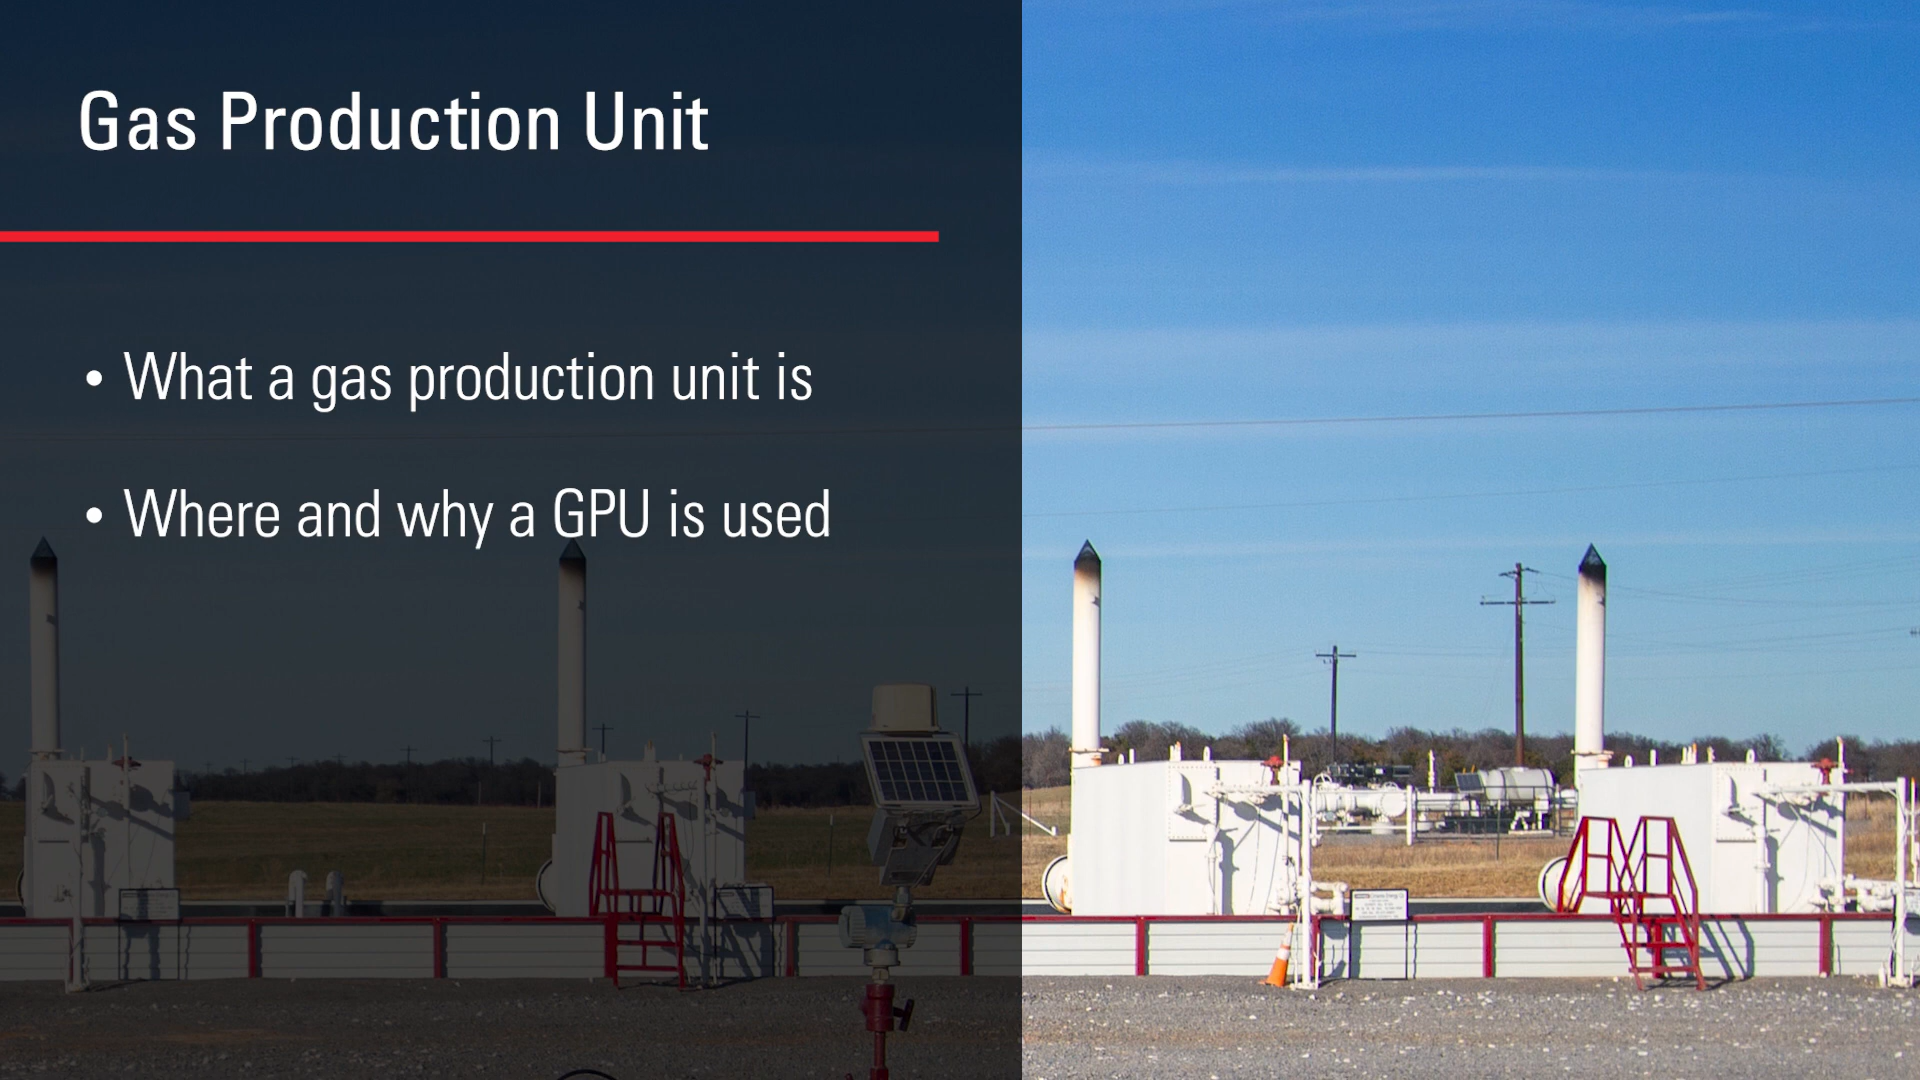 Gas Production Unit
• What a gas production unit is
• Where and why a GPU is used